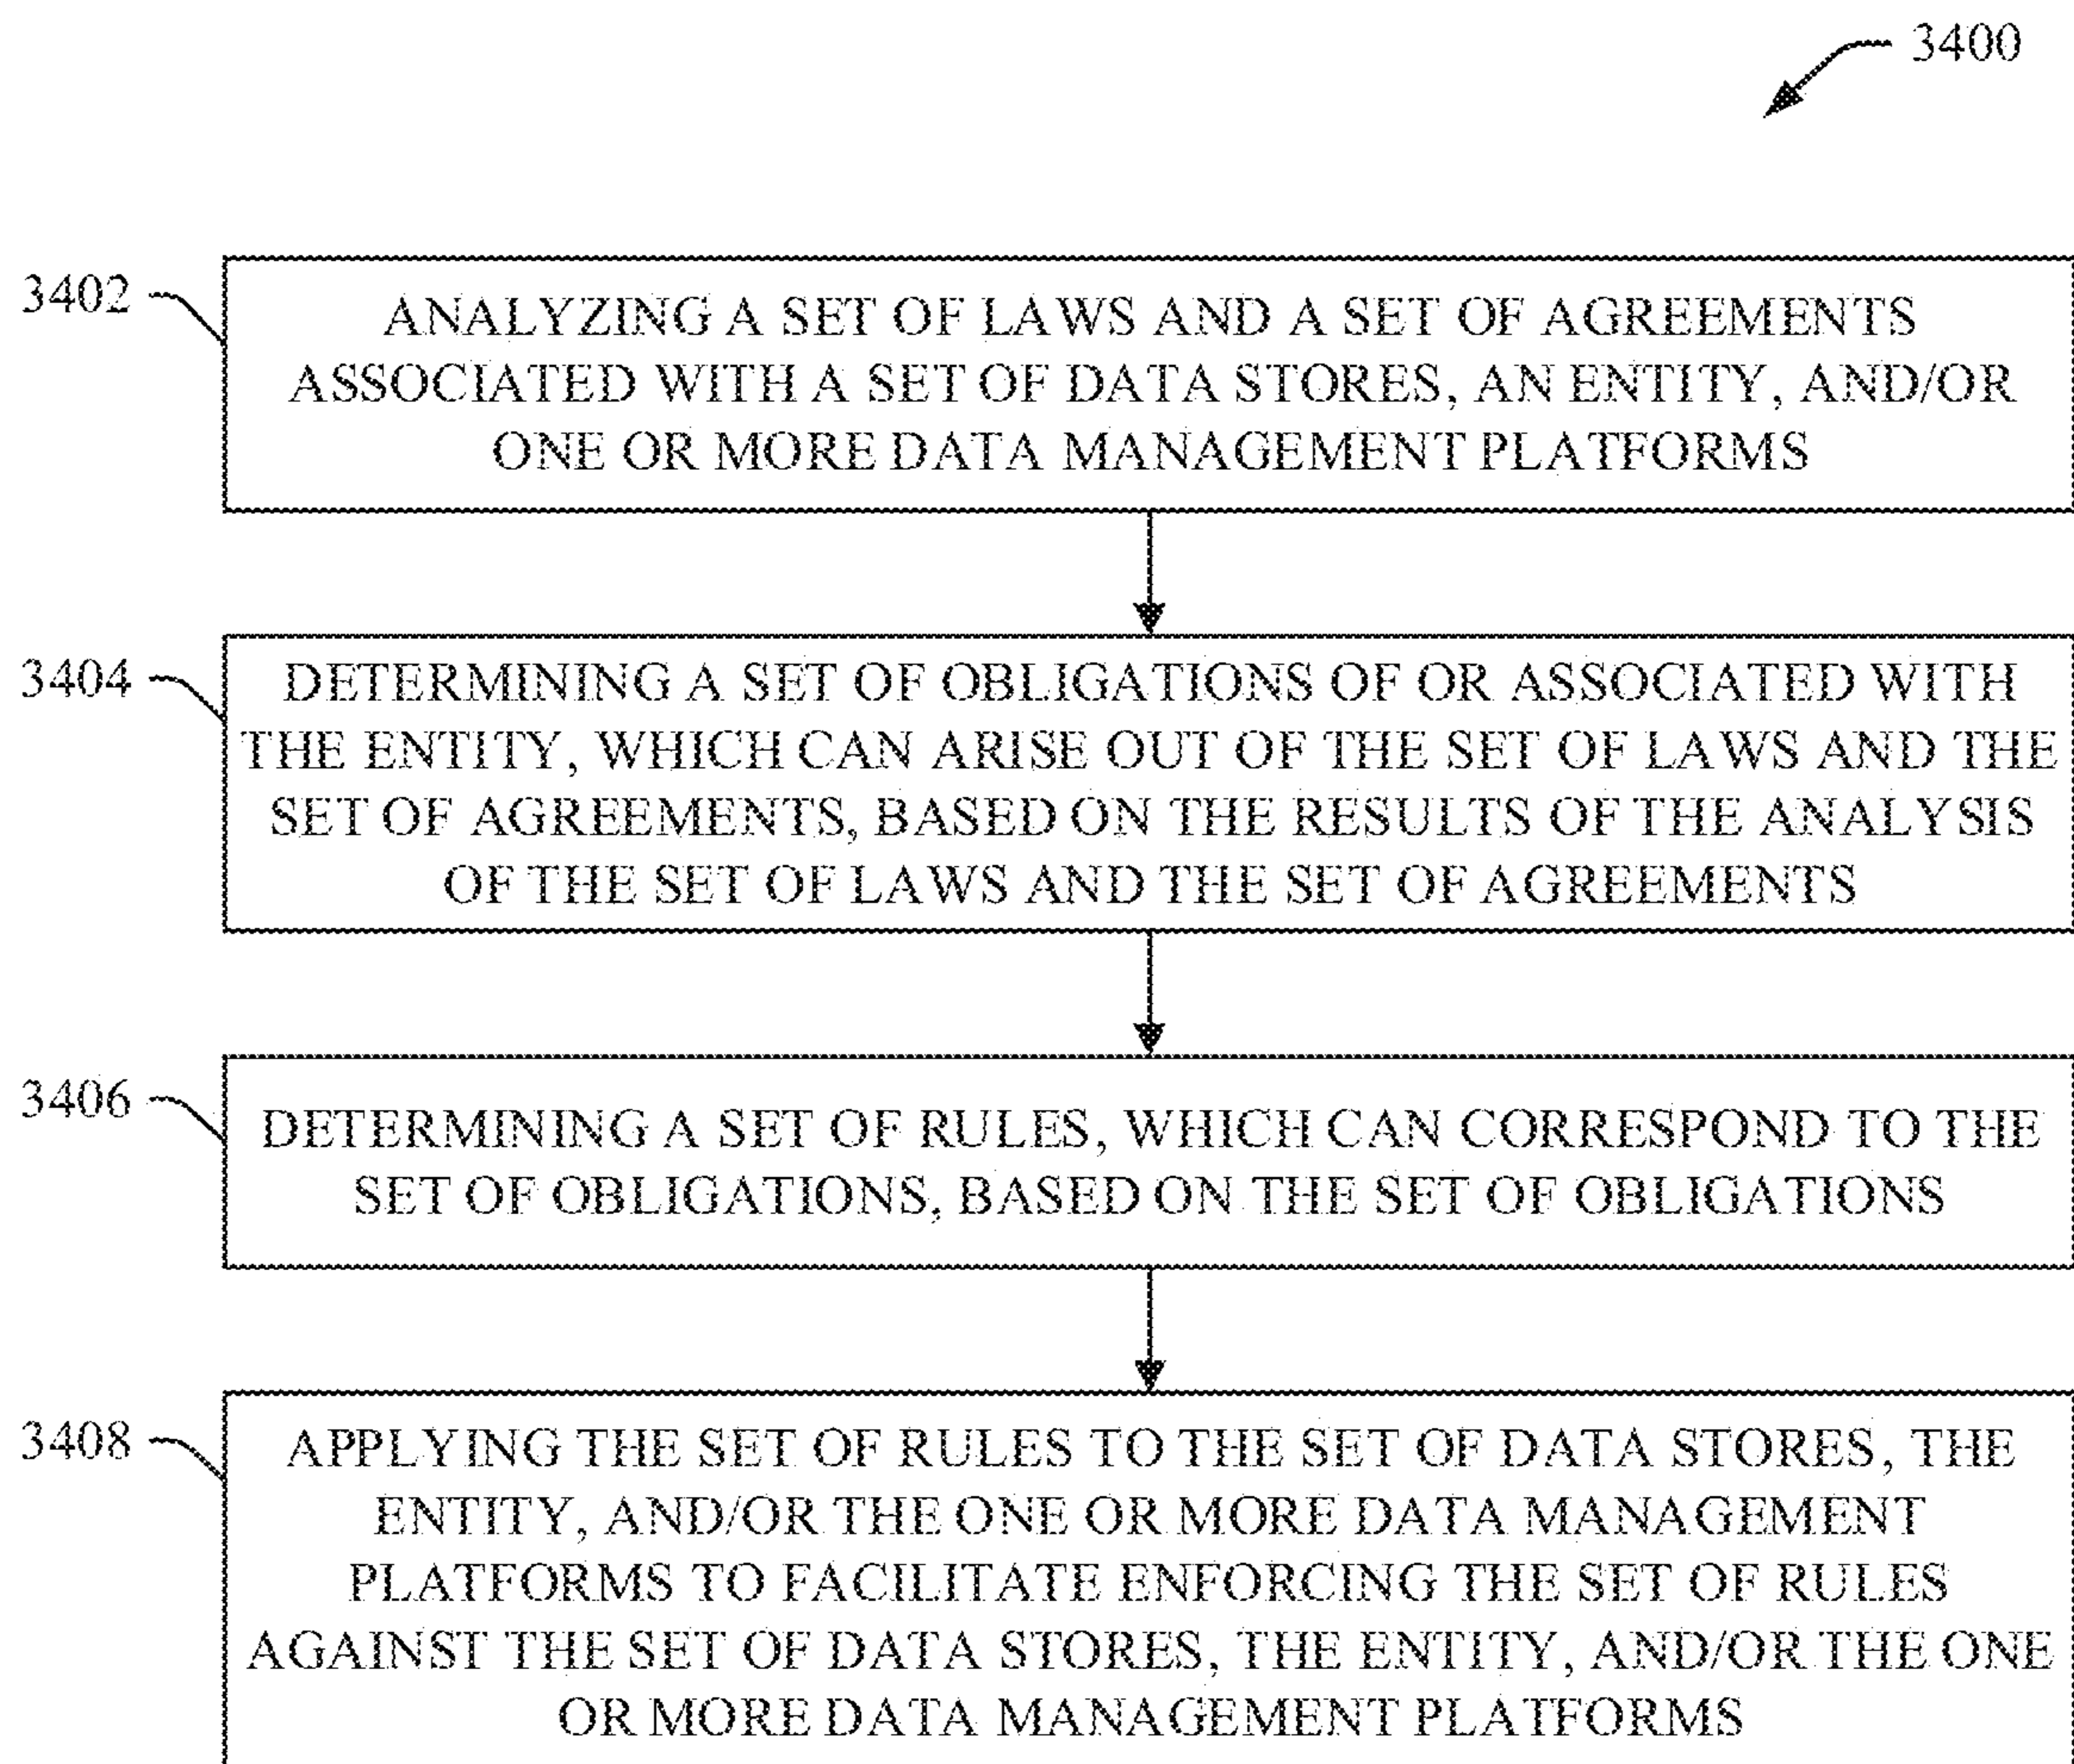 3400
3402
ANALYZING A SET OF LAWS AND A SET OF AGREEMENTS
ASSOCIATED WITH A SET OF DATA STORES, AN ENTITY, AND/OR
ONE OR MORE DATA MANAGEMENT PLATFORMS
3404
DETERMINING A SET OF OBLIGATIONS OF OR ASSOCIATED WITH
THE ENTITY, WHICH CAN ARISE OUT OF THE SET OF LAWS AND THE
SET OF AGREEMENTS, BASED ON THE RESULTS OF THE ANALYSIS
OF THE SET OF LAWS AND THE SET OF AGREEMENTS
3406
DETERMINING A SET OF RULES, WHICH CAN CORRESPOND TO THE
SET OF OBLIGATIONS, BASED ON THE SET OF OBLIGATIONS
3408
APPLYING THE SET OF RULES TO THE SET OF DATA STORES, THE
ENTITY, AND/OR THE ONE OR MORE DATA MANAGEMENT
PLATFORMS TO FACILITATE ENFORCING THE SET OF RULES
AGAINST THE SET OF DATA STORES, THE ENTITY, AND/OR THE ONE
OR MORE DATA MANAGEMENT PLATFORMS